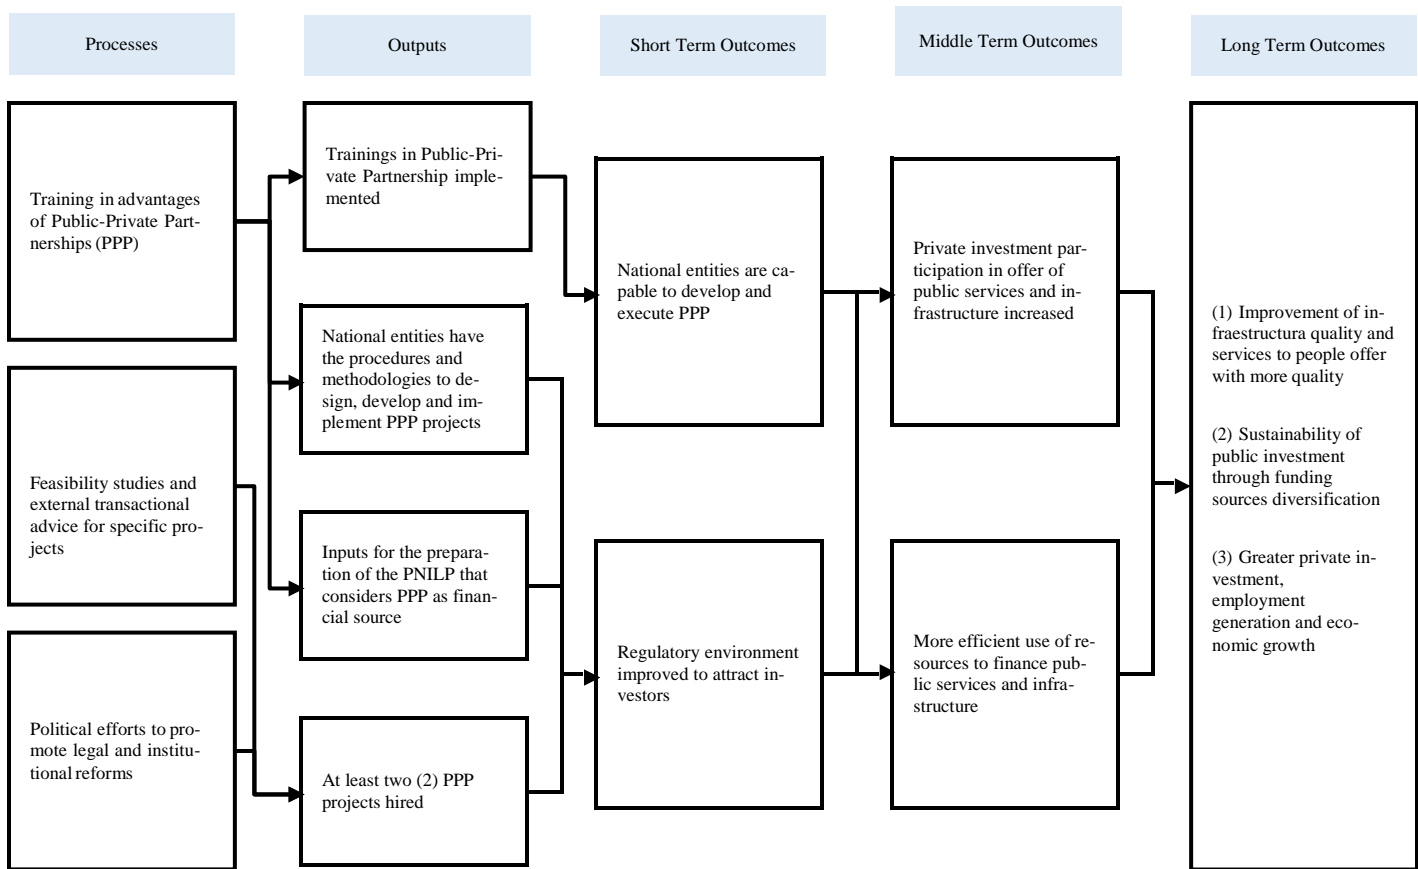 Processes
Outputs
Short Term Outcomes
Middle Term Outcomes
Long Term Outcomes
Training in advantages
of Public-Private Part-
nerships (PPP)
Feasibility studies and
external transactional
advice for specific pro-
jects
Political efforts to pro-
mote legal and institu-
tional reforms
Trainings in Public-Pri-
vate Partnership imple-
mented
National entities have
the procedures and
methodologies to de-
sign, develop and im-
plement PPP projects
Inputs for the prepara-
tion of the PNILP that
considers PPP as finan-
cial source
At least two (2) PPP
projects hired
National entities are ca-
pable to develop and
execute PPP
Regulatory environment
improved to attract in-
vestors
Private investment par-
ticipation in offer of
public services and in-
frastructure increased
More efficient use of re-
sources to finance pub-
lic services and infra-
structure
(1) Improvement of in-
fraestructura quality and
services to people offer
with more quality
(2) Sustainability of
public investment
through funding
sources diversification
(3) Greater private in-
vestment,
employment
generation and eco-
nomic growth